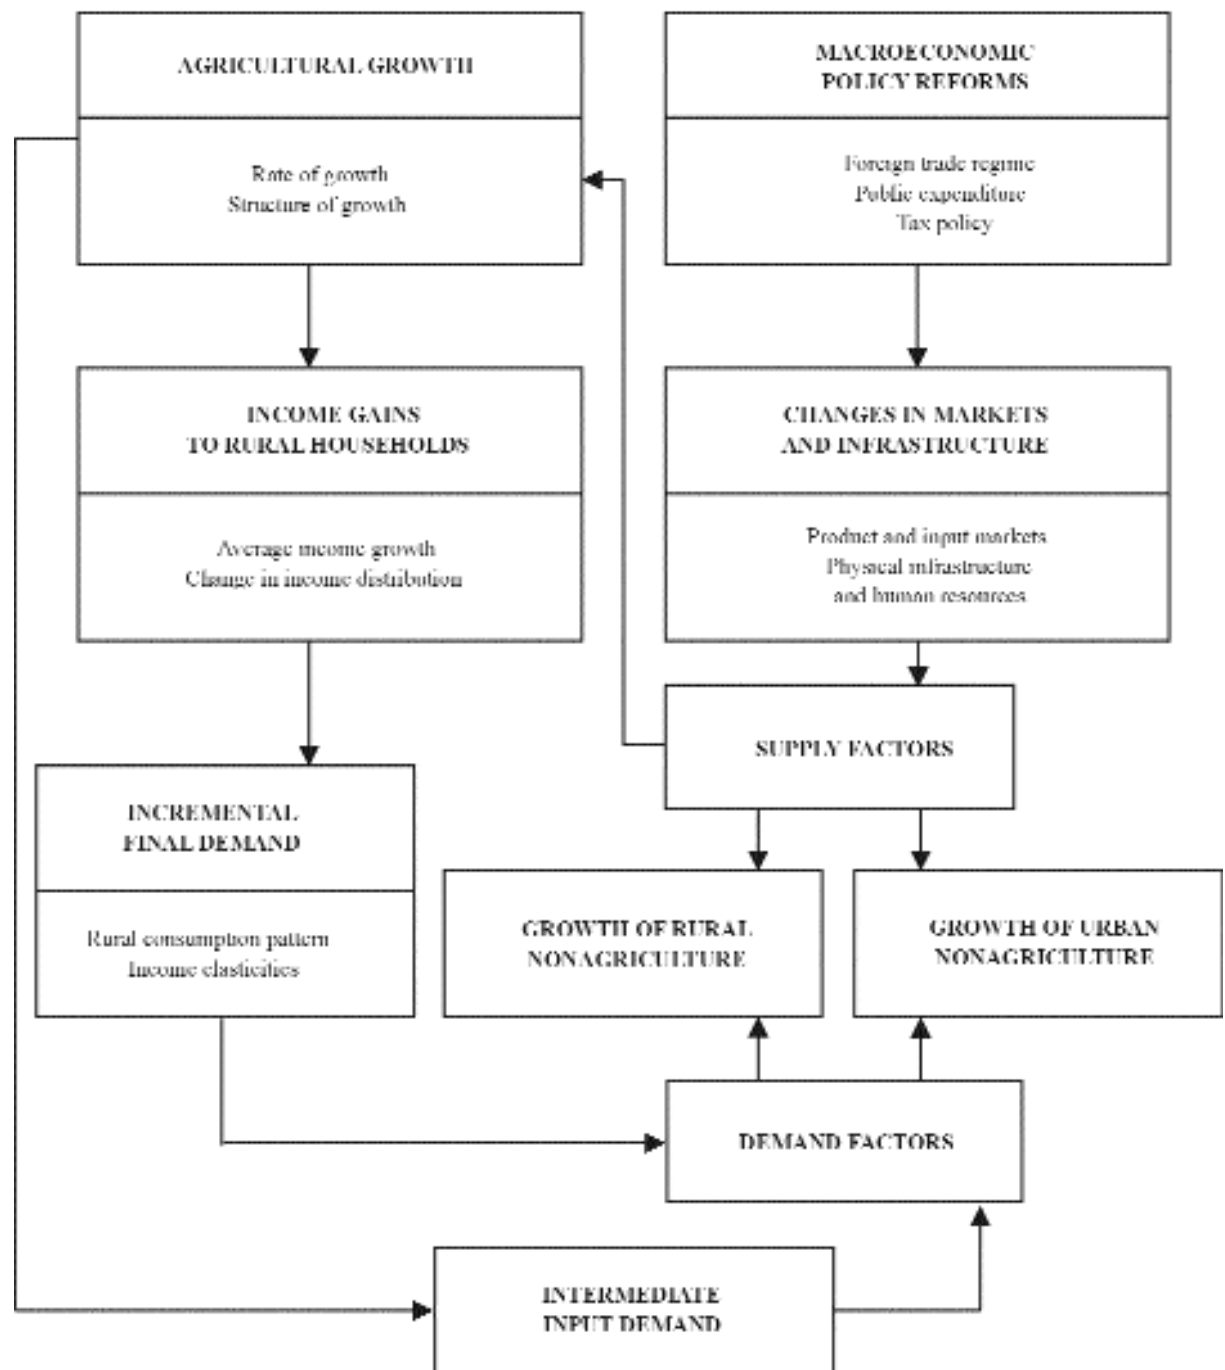 AGRICULTURAL GROWTH
Rate of growth
Structure of growth
MACROECONOMIC
POLICY REFORMS
Foreign trade regime
Public expenditure
Tax policy
INCOME GAINS
TO RURAL HOUSEHOLDS
Average income growth
Change in income distribution
CHANGES IN MARKETS
AND INFRASTRUCTURE
Product and input markets
Physical infrastructure
and human resources
SUPPLY FACTORS
INCREMENTAL
FINAL DEMAND
Rural consumption pattern
Income elasticities
GROWTH OF RURAL
NONAGRICULTURE
GROWTH OF URBAN
NONAGRICULTURE
DEMAND FACTORS
INTERMEDIATE
INPUT DEMAND